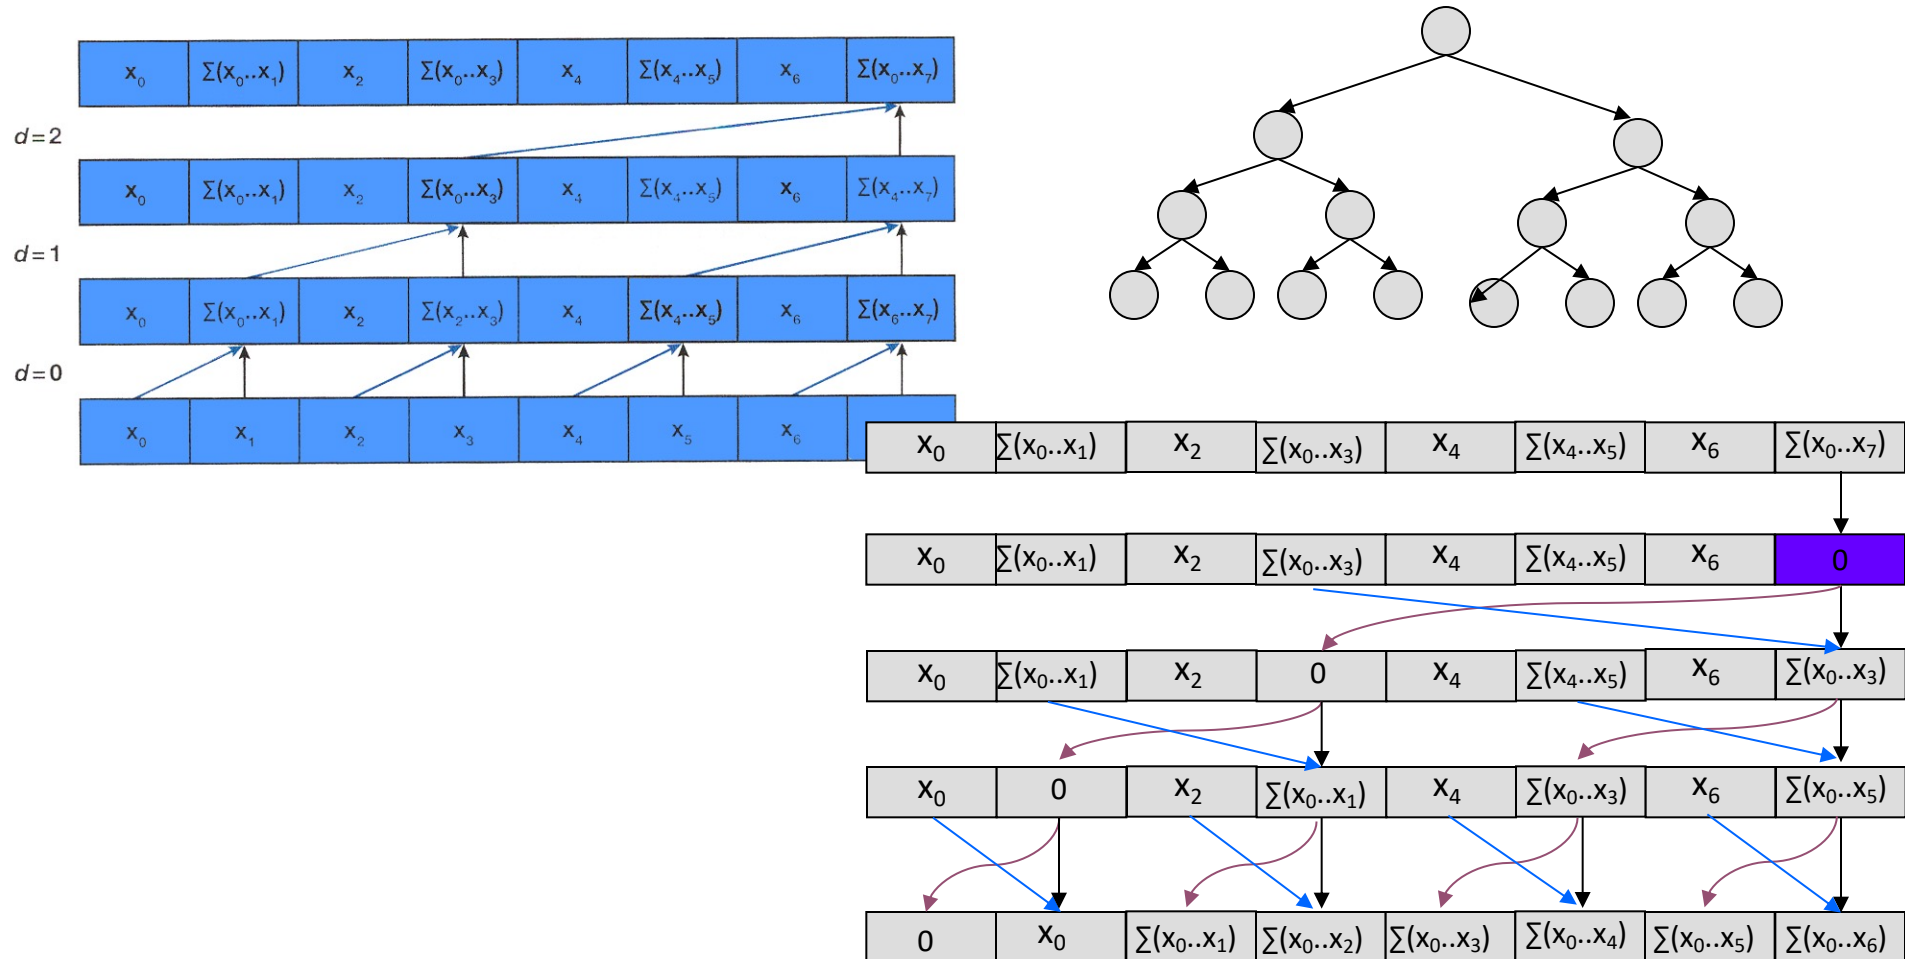 x₀ ∑(x₀..x₁) x₂ ∑(x₀..x₃) x₄ ∑(x₄..x₅) x₆ ∑(x₀..x₇)
d=2
x₀ ∑(x₀..x₁) x₂ ∑(x₀..x₃) x₄ ∑(x₄..x₅) x₆ ∑(x₄..x₇)
d=1
x₀ ∑(x₀..x₁) x₂ ∑(x₂..x₃) x₄ ∑(x₄..x₅) x₆ ∑(x₆..x₇)
d=0
x₀ x₁ x₂ x₃ x₄ x₅ x₆
x₀ ∑(x₀..x₁) x₂ ∑(x₀..x₃) x₄ ∑(x₄..x₅) x₆ ∑(x₀..x₇)
x₀ ∑(x₀..x₁) x₂ ∑(x₀..x₃) x₄ ∑(x₄..x₅) x₆ 0
x₀ ∑(x₀..x₁) x₂ 0 x₄ ∑(x₄..x₅) x₆ ∑(x₀..x₃)
x₀ 0 x₂ ∑(x₀..x₁) x₄ ∑(x₀..x₃) x₆ ∑(x₀..x₅)
0 x₀ ∑(x₀..x₁) ∑(x₀..x₂) ∑(x₀..x₃) ∑(x₀..x₄) ∑(x₀..x₅) ∑(x₀..x₆)